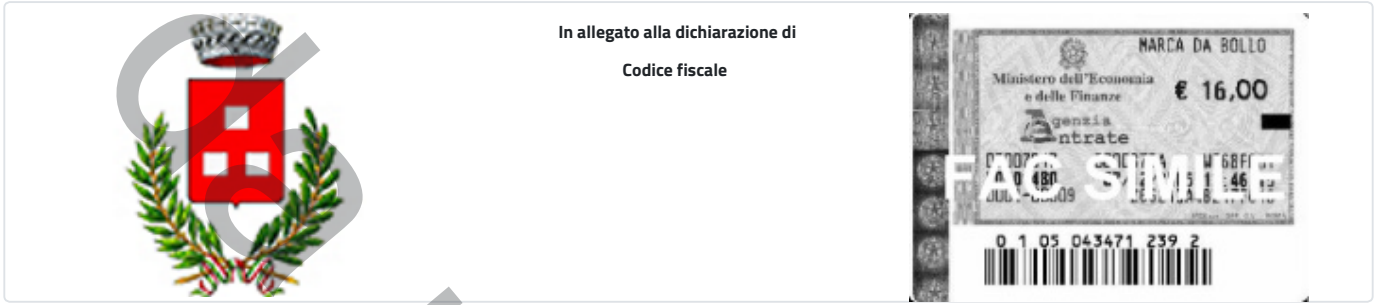 In allegato alla dichiarazione di
Codice fiscale
MARCA DA BOLLO
Ministero dell'Economia
e delle Finanze
€ 16,00
genzia
ntrate
FAC SIMILE
0 1 05 043471 239 2